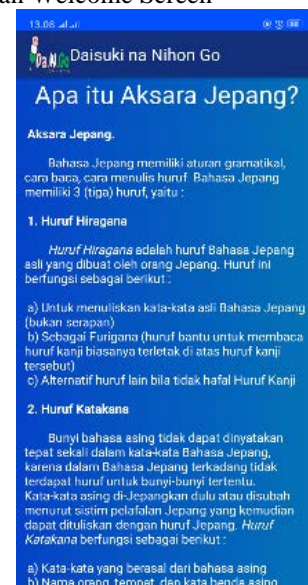 an Welcome Screen
13.06
Da.N.Go Daisuki na Nihon Go
Apa itu Aksara Jepang?
Aksara Jepang.
Bahasa Jepang memiliki aturan gramatikal,
cara baca, cara menulis huruf. Bahasa Jepang
memiliki 3 (tiga) huruf, yaitu :
1. Huruf Hiragana
Huruf Hiragana adalah huruf Bahasa Jepang
asli yang dibuat oleh orang Jepang. Huruf ini
berfungsi sebagai berikut :
a) Untuk menuliskan kata-kata asli Bahasa Jepang
(bukan serapan)
b) Sebagai Furigana (huruf bantu untuk membaca
huruf kanji biasanya terletak di atas huruf kanji
tersebut)
c) Alternatif huruf lain bila tidak hafal Huruf Kanji
2. Huruf Katakana
Bunyi bahasa asing tidak dapat dinyatakan
tepat sekali dalam kata-kata Bahasa Jepang,
karena dalam Bahasa Jepang terkadang tidak
terdapat huruf untuk bunyi-bunyi tertentu.
Kata-kata asing di-Jepangkan dulu atau disubah
menurut sistim pelafalan Jepang yang kemudian
dapat dituliskan dengan huruf Jepang. Huruf
Katakana berfungsi sebagai berikut :
a) Kata-kata yang berasal dari bahasa asing
b) Nama orang, tempat, dan kata benda asing